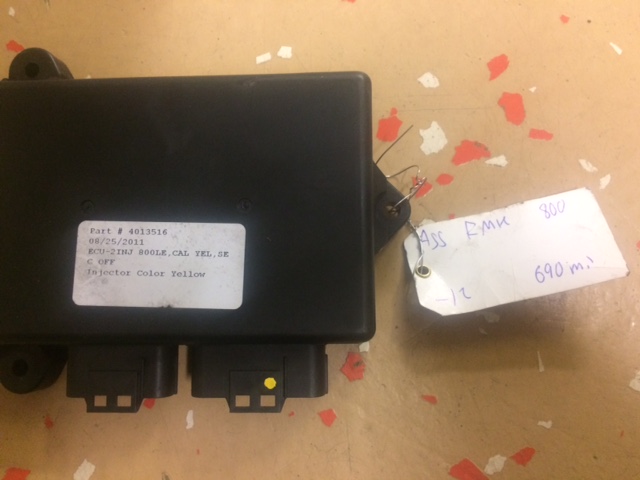 Part # 4013516
08/25/2011
ECU-2INJ 800LE,CAL YEL,SE
C OFF
Injector Color Yellow
Ass RMK 800
-12 690 mi